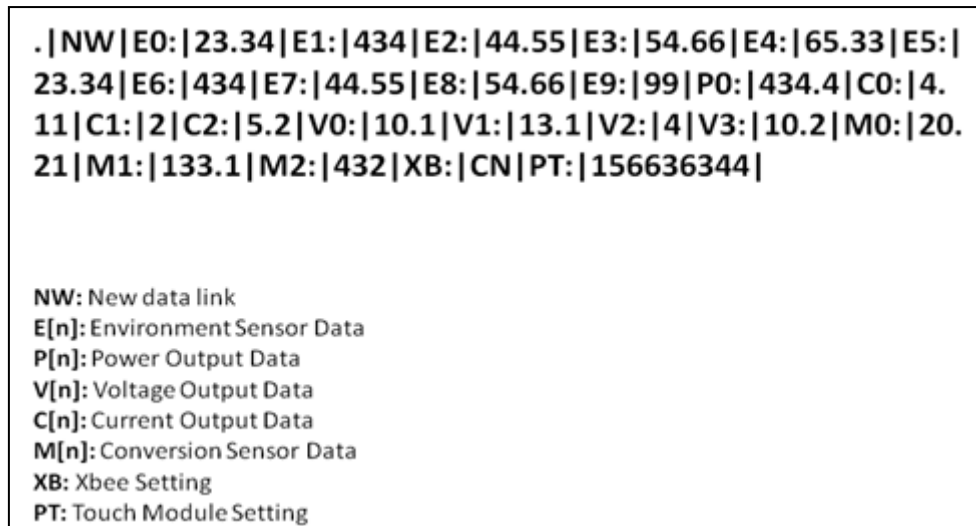 .|NW|E0:|23.34|E1:|434|E2:|44.55|E3:|54.66|E4:|65.33|E5:|
23.34|E6:|434|E7:|44.55|E8:|54.66|E9:|99|P0:|434.4|C0:|4.
11|C1:|2|C2:|5.2|V0:|10.1|V1:|13.1|V2:|4|V3:|10.2|M0:|20.
21|M1:|133.1|M2:|432|XB:|CN|PT:|156636344|
NW: New data link
E[n]: Environment Sensor Data
P[n]: Power Output Data
V[n]: Voltage Output Data
C[n]: Current Output Data
M[n]: Conversion Sensor Data
XB: Xbee Setting
PT: Touch Module Setting